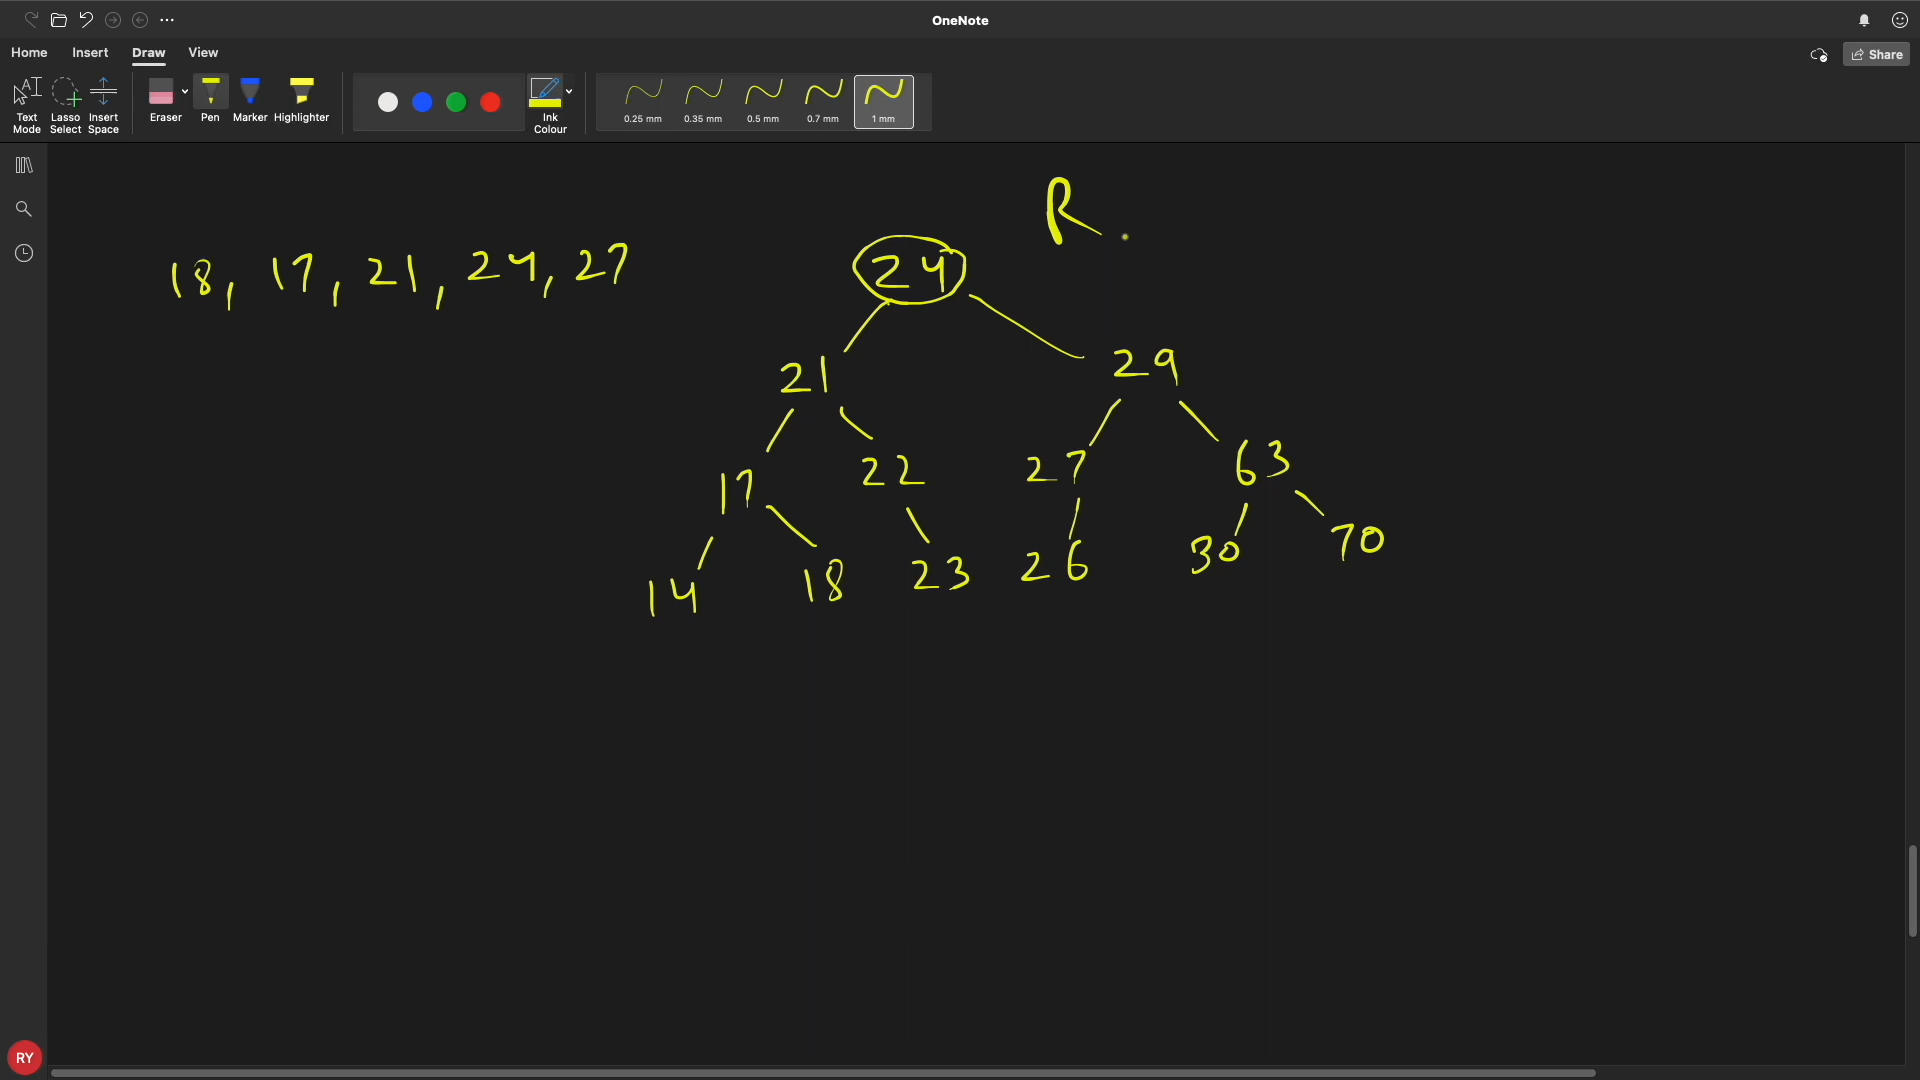 OneNote
Home Insert Draw View
Share
Text Mode
Lasso Select
Insert Space
Eraser
Pen
Marker
Highlighter
Ink Colour
0.25 mm
0.35 mm
0.5 mm
0.7 mm
1 mm
R
18, 17, 21, 24, 27
24
21 29
17 22 27 63
14 18 23 26 30 70
RY